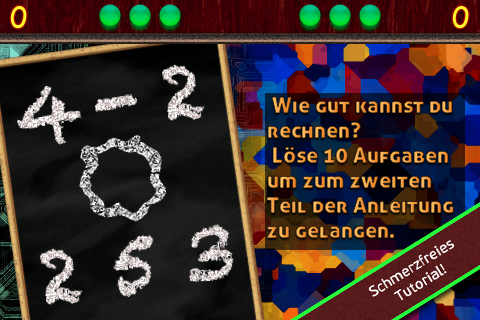 0
0
4 - 2
2 5 3
Wie gut kannst du
rechnen?
Löse 10 Aufgaben
um zum zweiten
Teil der Anleitung
zu gelangen.
Schmerzfreies
Tutorial!